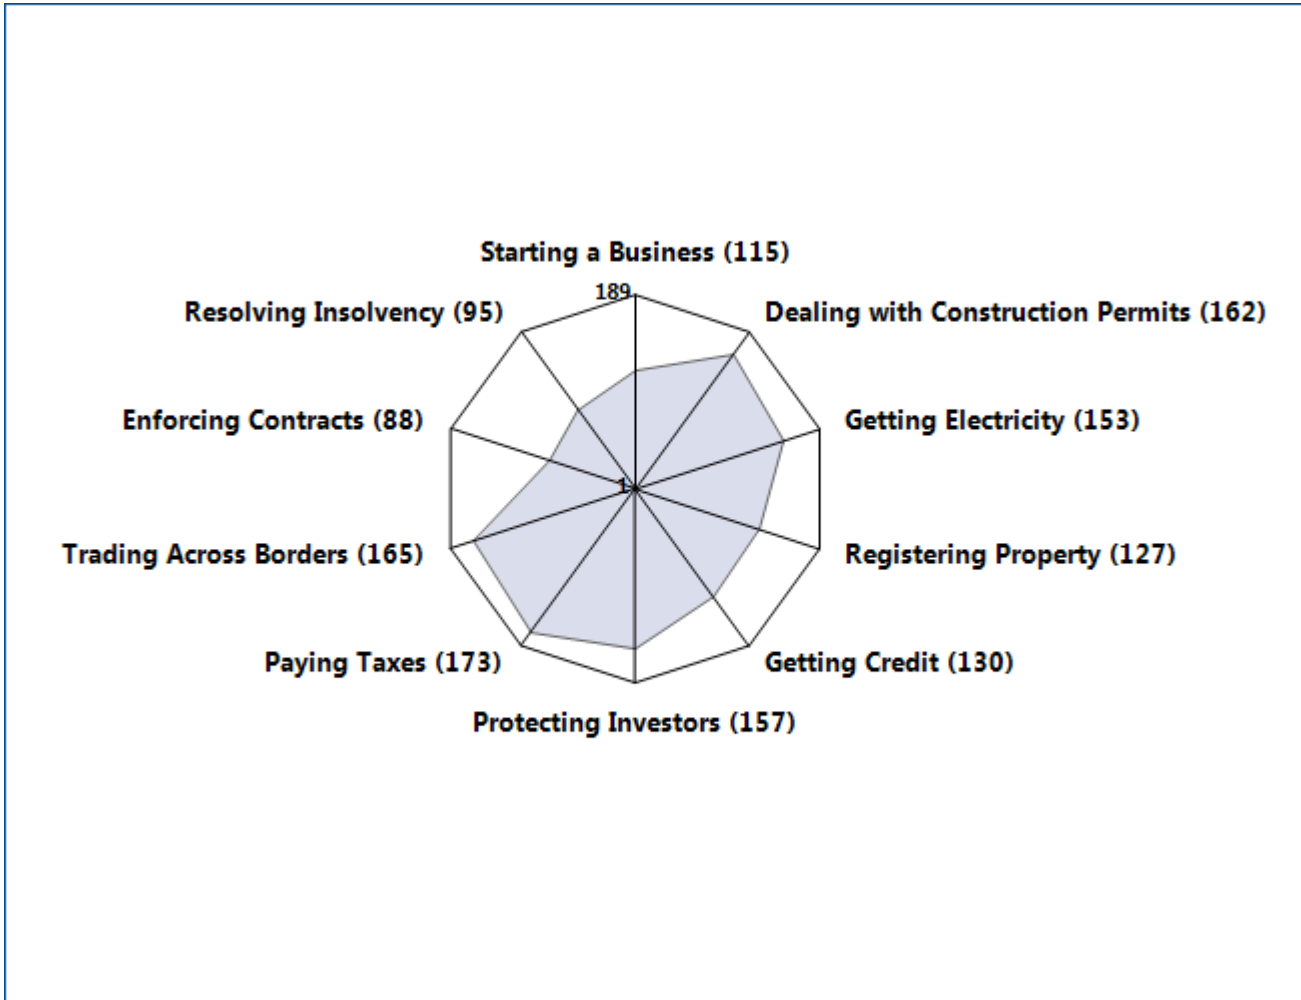 Starting a Business (115)
189
Resolving Insolvency (95)
Dealing with Construction Permits (162)
Enforcing Contracts (88)
Getting Electricity (153)
1
Trading Across Borders (165)
Registering Property (127)
Paying Taxes (173)
Getting Credit (130)
Protecting Investors (157)